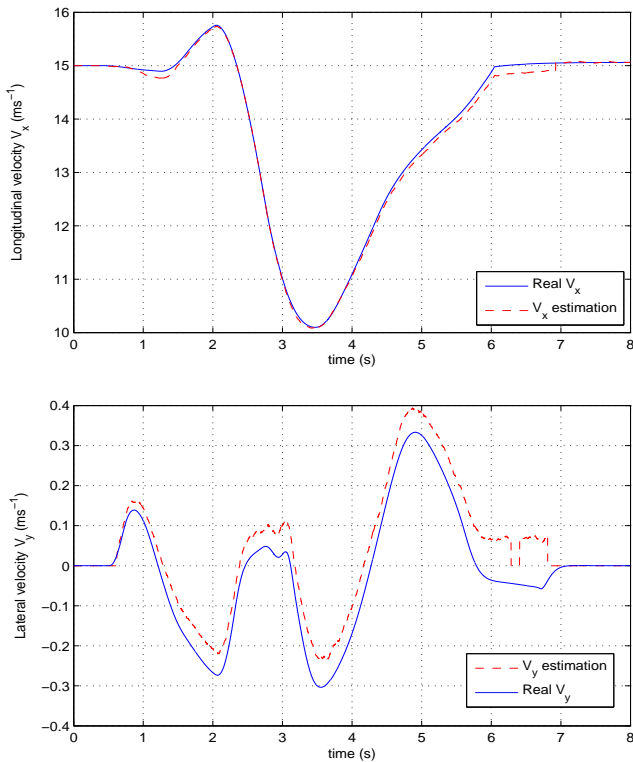 Longitudinal velocity V_x (ms^-1)
16
15
14
13
12
11
10
0 1 2 3 4 5 6 7 8
time (s)
Real V_x
V_x estimation
Lateral velocity V_y (ms^-1)
0.4
0.3
0.2
0.1
0
−0.1
−0.2
−0.3
−0.4
0 1 2 3 4 5 6 7 8
time (s)
V_y estimation
Real V_y